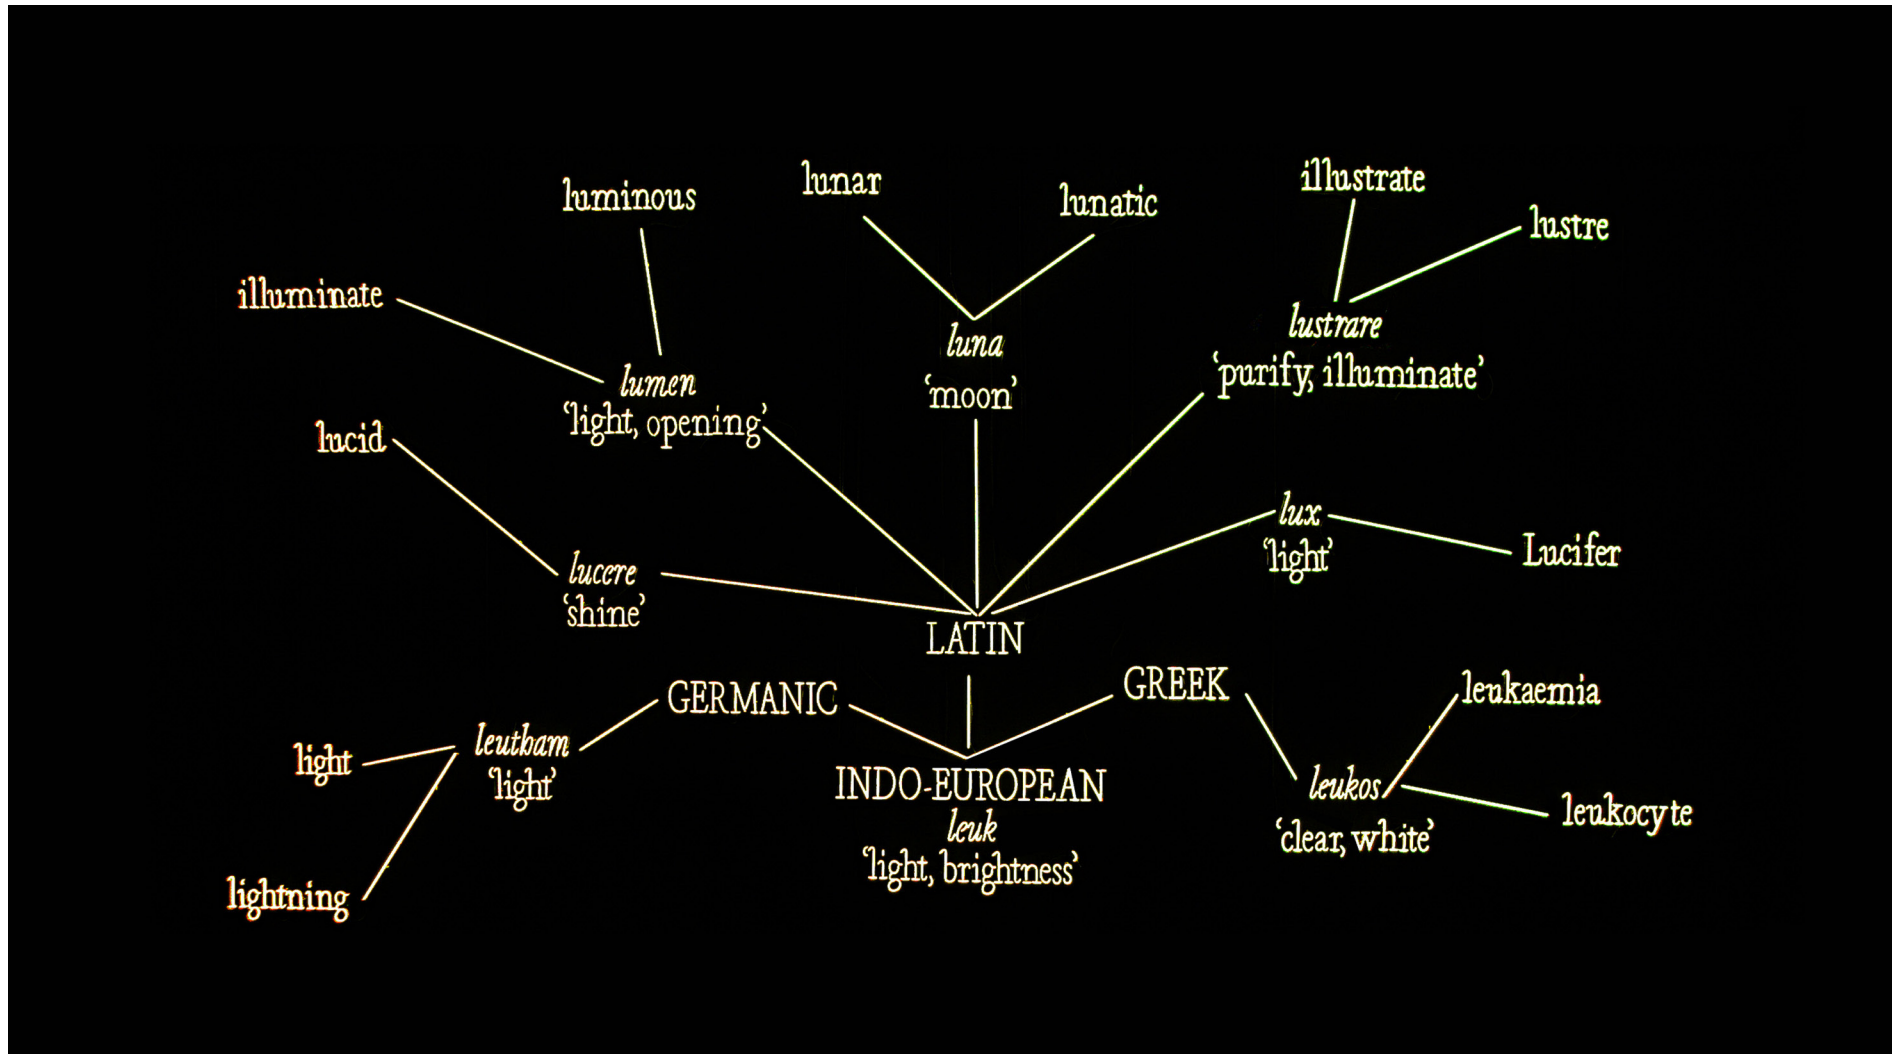 illustrate
lunar
luminous
lunatic
lustre
illuminate
lustrare
'purify, illuminate'
luna
'moon'
lumen
'light, opening'
lucid
lux
'light'
Lucifer
lucere
'shine'
LATIN
GERMANIC
GREEK
leukaemia
leutham
'light'
light
INDO-EUROPEAN
leuk
'light, brightness'
leukos
'clear, white'
leukocyte
lightning